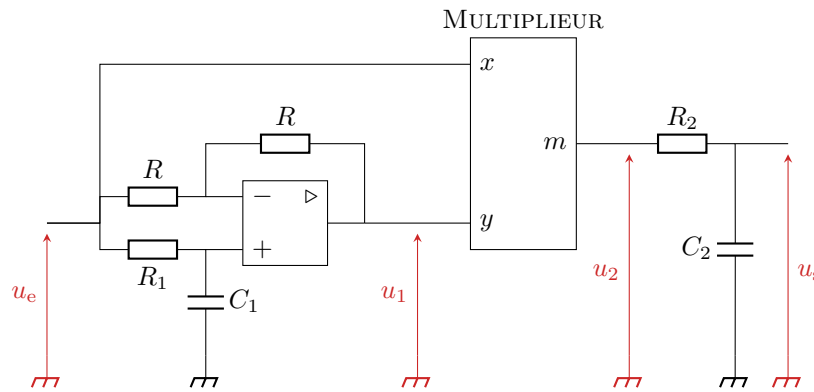 MULTIPLIEUR
x
R
m
R₂
R
−
▷
y
+
R₁
C₂
uₑ
C₁
u₁
u₂